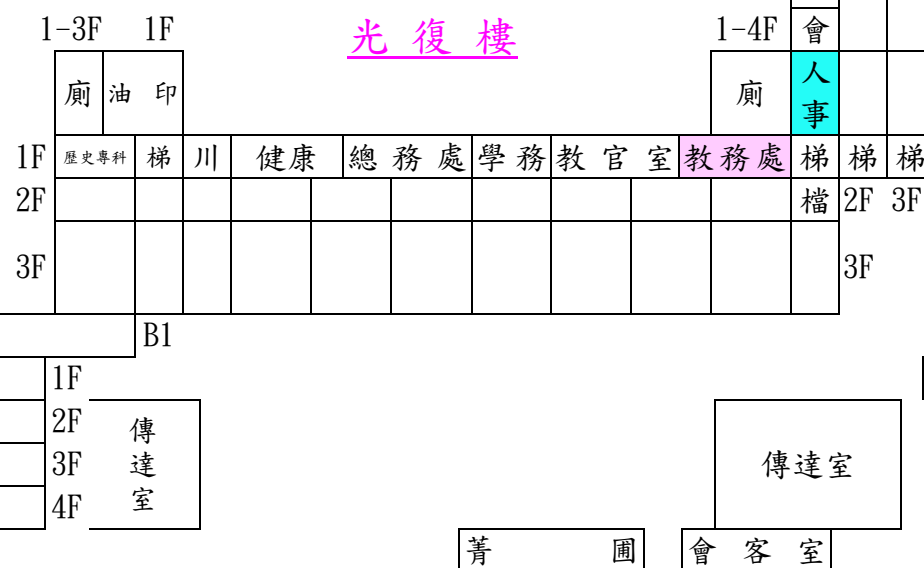 1-3F 1F 光復樓 1-4F 會
廁 油印 廁 人事
1F 歷史專科 梯 川 健康 總務處 學務 教官室 教務處 梯 梯 梯
2F 檔 2F 3F
3F 3F
B1
1F
2F
3F
4F
傳達室
傳達室
菁圃 會客室